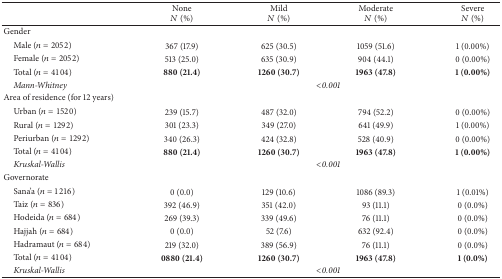 None Mild Moderate Severe
N (%) N (%) N (%) N (%)
Gender
Male (n = 2052) 367 (17.9) 625 (30.5) 1059 (51.6) 1 (0.00%)
Female (n = 2052) 513 (25.0) 635 (30.9) 904 (44.1) 0 (0.00%)
Total (n = 4104) 880 (21.4) 1260 (30.7) 1963 (47.8) 1 (0.00%)
Mann-Whitney <0.001
Area of residence (for 12 years)
Urban (n = 1520) 239 (15.7) 487 (32.0) 794 (52.2) 0 (0.00%)
Rural (n = 1292) 301 (23.3) 349 (27.0) 641 (49.9) 1 (0.00%)
Periurban (n = 1292) 340 (26.3) 424 (32.8) 528 (40.9) 0 (0.00%)
Total (n = 4104) 880 (21.4) 1260 (30.7) 1963 (47.8) 1 (0.00%)
Kruskal-Wallis <0.001
Governorate
Sana'a (n = 1216) 0 (0.0) 129 (10.6) 1086 (89.3) 1 (0.01%)
Taiz (n = 836) 392 (46.9) 351 (42.0) 93 (11.1) 0 (0.0%)
Hodeida (n = 684) 269 (39.3) 339 (49.6) 76 (11.1) 0 (0.0%)
Hajjah (n = 684) 0 (0.0) 52 (7.6) 632 (92.4) 0 (0.0%)
Hadramaut (n = 684) 219 (32.0) 389 (56.9) 76 (11.1) 0 (0.0%)
Total (n = 4104) 0880 (21.4) 1260 (30.7) 1963 (47.8) 1 (0.0%)
Kruskal-Wallis <0.001